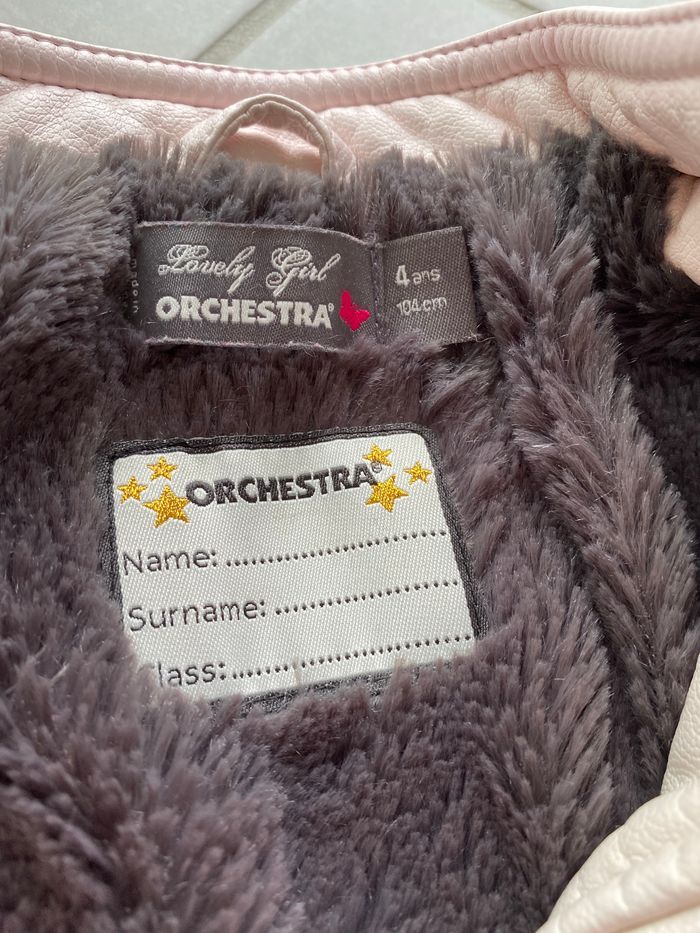 Lovely Girl
ORCHESTRA®
4 ans
104 cm
ORCHESTRA®
Name: ..............................
Surname: ..........................
Class: ..............................